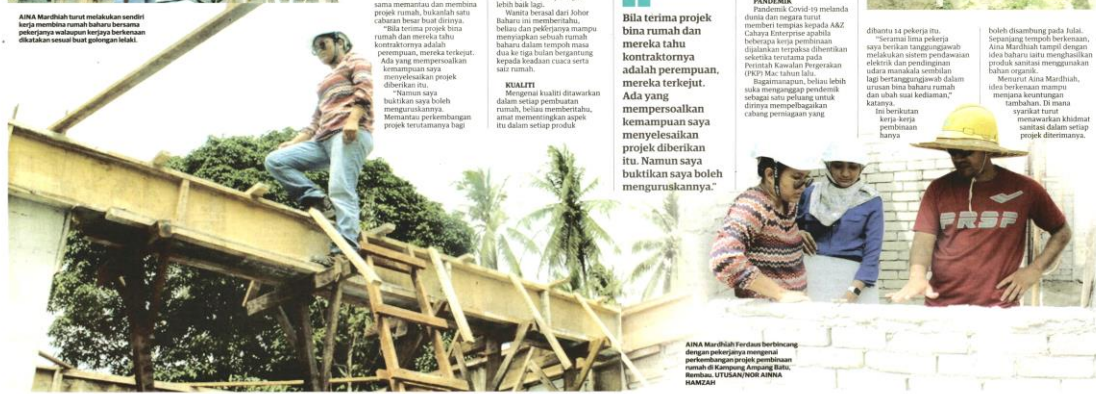 AINA Mardhiah turut melakukan sendiri
kerja membina rumah baharu bersama
pekerjanya walaupun kerjaya berkenaan
dikatakan sesuai buat golongan lelaki.
sama memantau dan membina
projek rumah, bukanlah satu
cabaran besar buat dirinya.
"Bila terima projek bina
rumah dan mereka tahu
kontraktornya adalah
perempuan, mereka terkejut.
Ada yang mempersoalkan
kemampuan saya
menyelesaikan projek
diberikan itu.
"Namun saya
buktikan saya boleh
menguruskannya.
Memantau perkembangan
projek terutamanya bagi
lebih baik lagi.
Wanita berasal dari Johor
Baharu ini memberitahu,
beliau dan pekerjanya mampu
menyiapkan sebuah rumah
baharu dalam tempoh masa
dua ke tiga bulan bergantung
kepada keadaan cuaca serta
saiz rumah.
KUALITI
Mengenai kualiti ditawarkan
dalam setiap pembuatan
rumah, beliau memberitahu,
amat mementingkan aspek
itu dalam setiap produk
Bila terima projek
bina rumah dan
mereka tahu
kontraktornya
adalah perempuan,
mereka terkejut.
Ada yang
mempersoalkan
kemampuan saya
menyelesaikan
projek diberikan
itu. Namun saya
buktikan saya boleh
menguruskannya."
PANDEMIK
Pandemik Covid-19 melanda
dunia dan negara turut
memberi tempias kepada A&Z
Cahaya Enterprise apabila
beberapa kerja pembinaan
dijalankan terpaksa dihentikan
seketika terutama pada
Perintah Kawalan Pergerakan
(PKP) Mac tahun lalu.
Bagaimanapun, beliau lebih
suka menganggap pandemik
sebagai satu peluang untuk
dirinya mempelbagaikan
cabang perniagaan yang
dibantu 14 pekerja itu.
"Seramai lima pekerja
saya berikan tanggungjawab
melakukan sistem pendawaian
elektrik dan pendinginan
udara manakala sembilan
lagi bertanggungjawab dalam
urusan bina baharu rumah
dan ubah suai kediaman,"
katanya.
Ini berikutan
kerja-kerja
pembinaan
hanya
boleh disambung pada Julai.
Sepanjang tempoh berkenaan,
Aina Mardhiah tampil dengan
idea baharu iaitu menghasilkan
produk sanitasi menggunakan
bahan organik.
Menurut Aina Mardhiah,
idea berkenaan mampu
menjana keuntungan
tambahan. Di mana
syarikat turut
menawarkan khidmat
sanitasi dalam setiap
projek diterimanya.
PRSF
AINA Mardhiah Ferdaus berbincang
dengan pekerjanya mengenai
perkembangan projek pembinaan
rumah di Kampung Ampang Batu,
Rembau. UTUSAN/NOR AINNA
HAMZAH